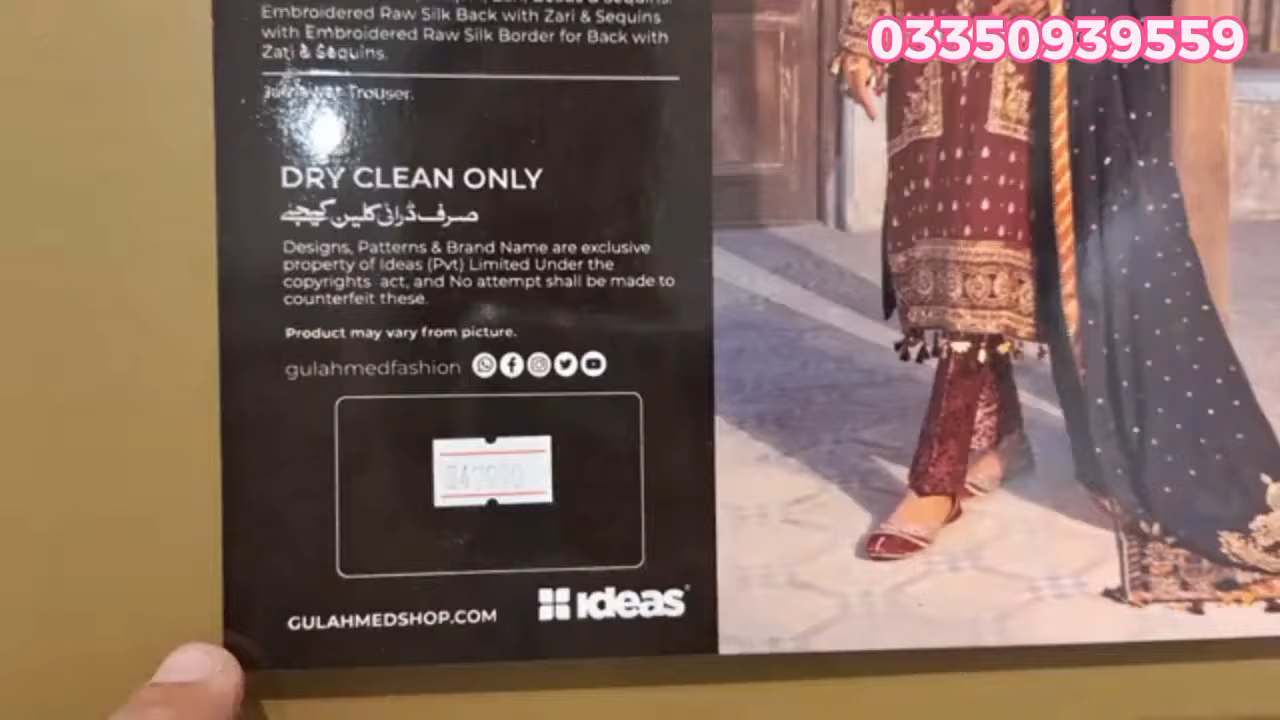 03350939559
Embroidered Raw Silk Back with Zari & Sequins
with Embroidered Raw Silk Border for Back with
Zari & Sequins.
Trouser.
DRY CLEAN ONLY
صرف ڈرائی کلین کیجئے
Designs, Patterns & Brand Name are exclusive
property of Ideas (Pvt) Limited Under the
copyrights act, and No attempt shall be made to
counterfeit these.
Product may vary from picture.
gulahmedfashion
GULAHMEDSHOP.COM
ideas